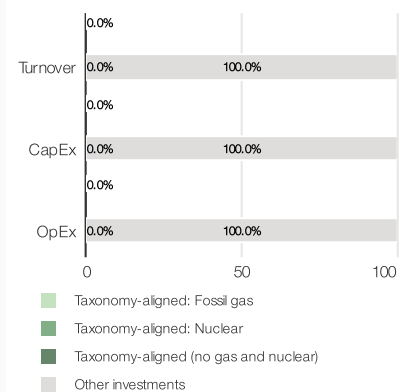 0.0%
Turnover 0.0% 100.0%
0.0%
CapEx 0.0% 100.0%
0.0%
OpEx 0.0% 100.0%
0 50 100
Taxonomy-aligned: Fossil gas
Taxonomy-aligned: Nuclear
Taxonomy-aligned (no gas and nuclear)
Other investments